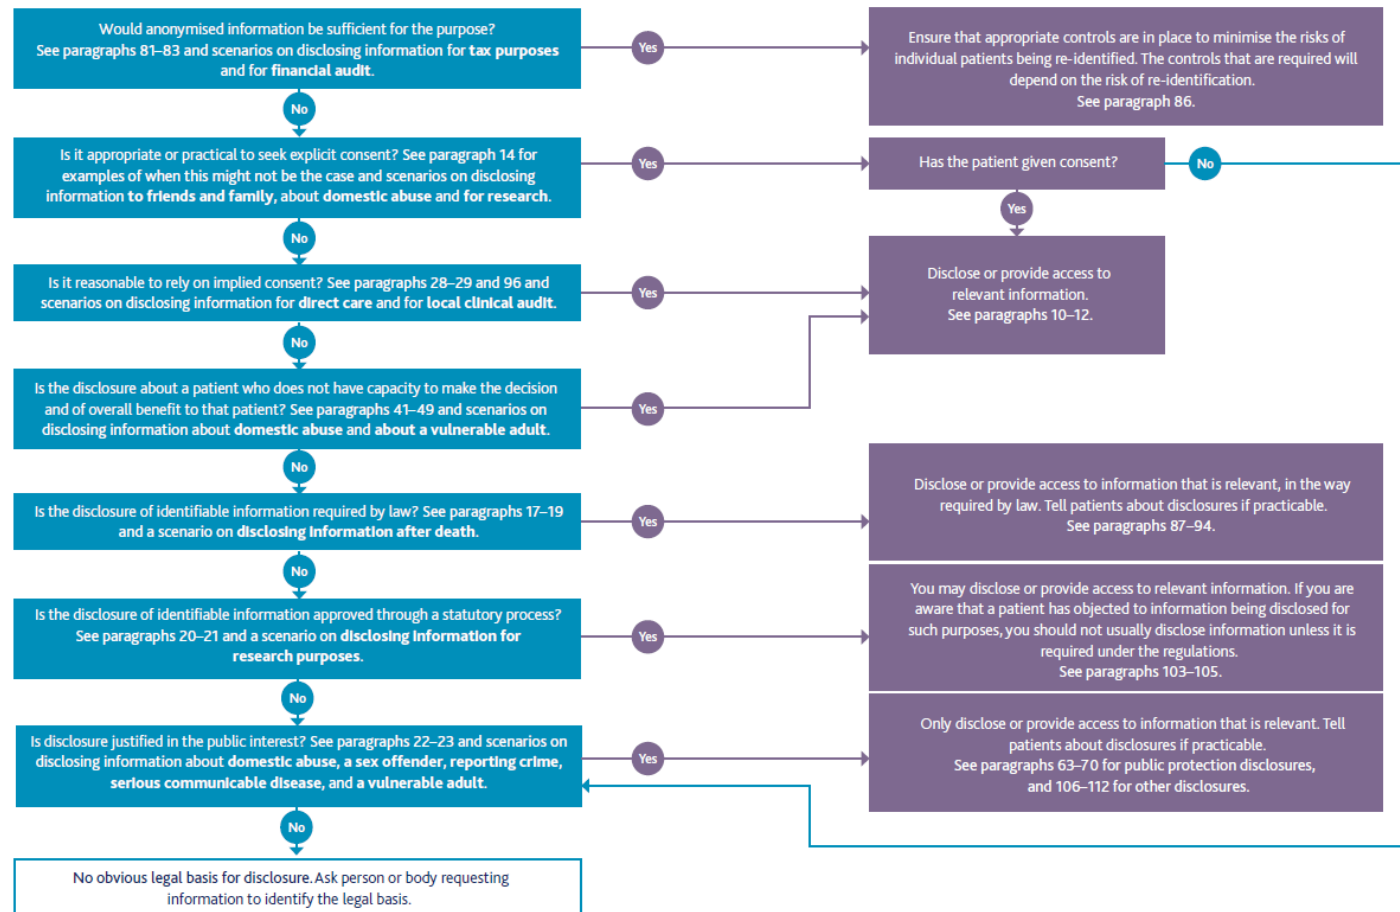 Would anonymised information be sufficient for the purpose?
See paragraphs 81–83 and scenarios on disclosing information for tax purposes
and for financial audit.
Yes
Ensure that appropriate controls are in place to minimise the risks of
individual patients being re-identified. The controls that are required will
depend on the risk of re-identification.
See paragraph 86.
No
Is it appropriate or practical to seek explicit consent? See paragraph 14 for
examples of when this might not be the case and scenarios on disclosing
information to friends and family, about domestic abuse and for research.
Yes
Has the patient given consent?
No
Yes
No
Is it reasonable to rely on implied consent? See paragraphs 28–29 and 96 and
scenarios on disclosing information for direct care and for local clinical audit.
Yes
Disclose or provide access to
relevant information.
See paragraphs 10–12.
No
Is the disclosure about a patient who does not have capacity to make the decision
and of overall benefit to that patient? See paragraphs 41–49 and scenarios on
disclosing information about domestic abuse and about a vulnerable adult.
Yes
No
Is the disclosure of identifiable information required by law? See paragraphs 17–19
and a scenario on disclosing information after death.
Yes
Disclose or provide access to information that is relevant, in the way
required by law. Tell patients about disclosures if practicable.
See paragraphs 87–94.
No
Is the disclosure of identifiable information approved through a statutory process?
See paragraphs 20–21 and a scenario on disclosing information for
research purposes.
Yes
You may disclose or provide access to relevant information. If you are
aware that a patient has objected to information being disclosed for
such purposes, you should not usually disclose information unless it is
required under the regulations.
See paragraphs 103–105.
No
Is disclosure justified in the public interest? See paragraphs 22–23 and scenarios on
disclosing information about domestic abuse, a sex offender, reporting crime,
serious communicable disease, and a vulnerable adult.
Yes
Only disclose or provide access to information that is relevant. Tell
patients about disclosures if practicable.
See paragraphs 63–70 for public protection disclosures,
and 106–112 for other disclosures.
No
No obvious legal basis for disclosure. Ask person or body requesting
information to identify the legal basis.